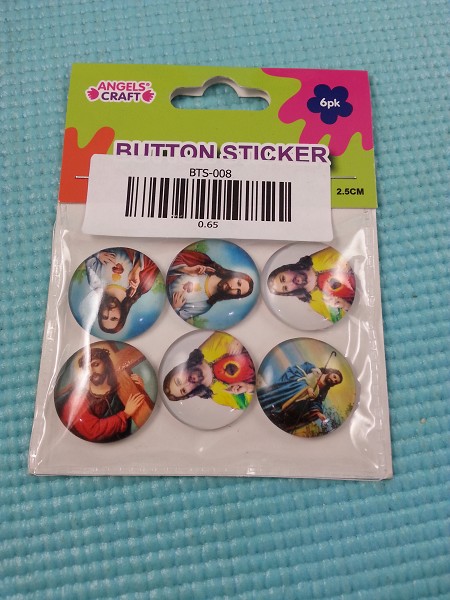 ANGELS'
CRAFT
6pk
BUTTON STICKER
BTS-008
0.65
2.5CM